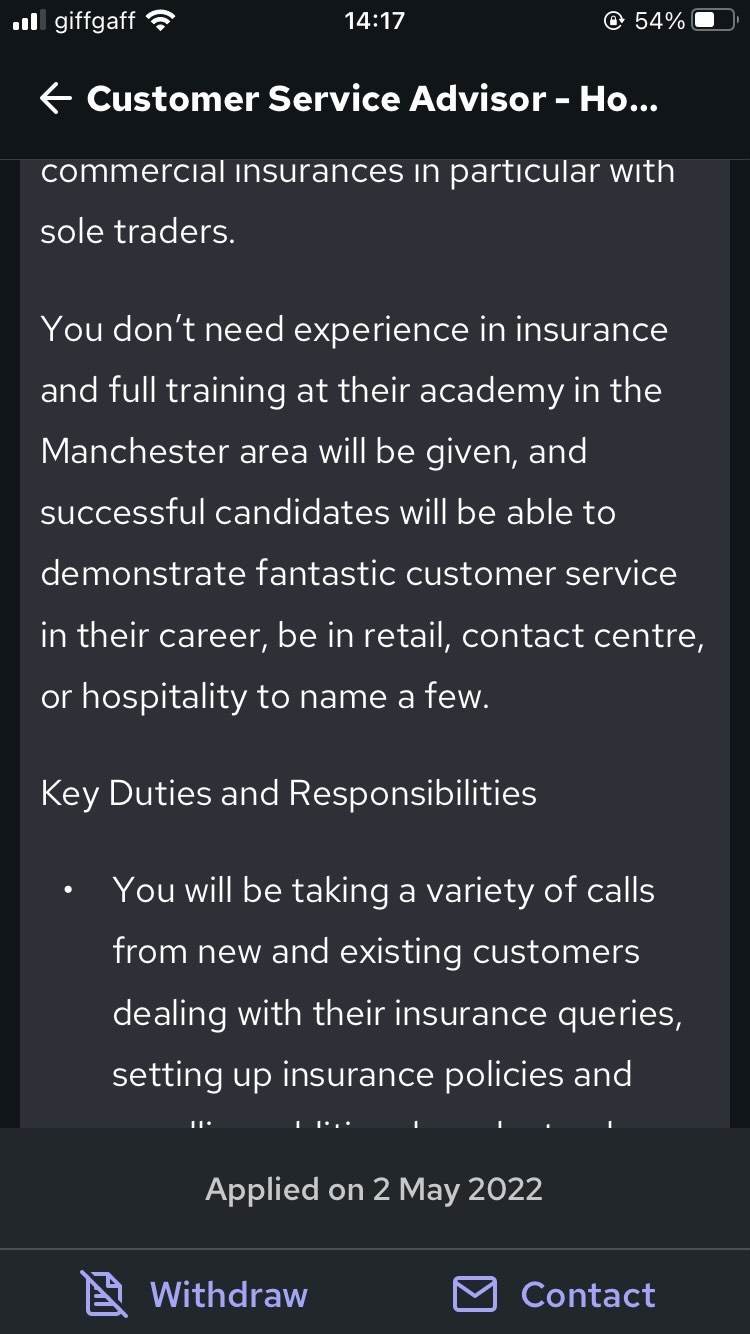 giffgaff 14:17 54%
Customer Service Advisor - Ho...
commercial insurances in particular with
sole traders.
You don’t need experience in insurance
and full training at their academy in the
Manchester area will be given, and
successful candidates will be able to
demonstrate fantastic customer service
in their career, be in retail, contact centre,
or hospitality to name a few.
Key Duties and Responsibilities
• You will be taking a variety of calls
from new and existing customers
dealing with their insurance queries,
setting up insurance policies and
Applied on 2 May 2022
Withdraw Contact